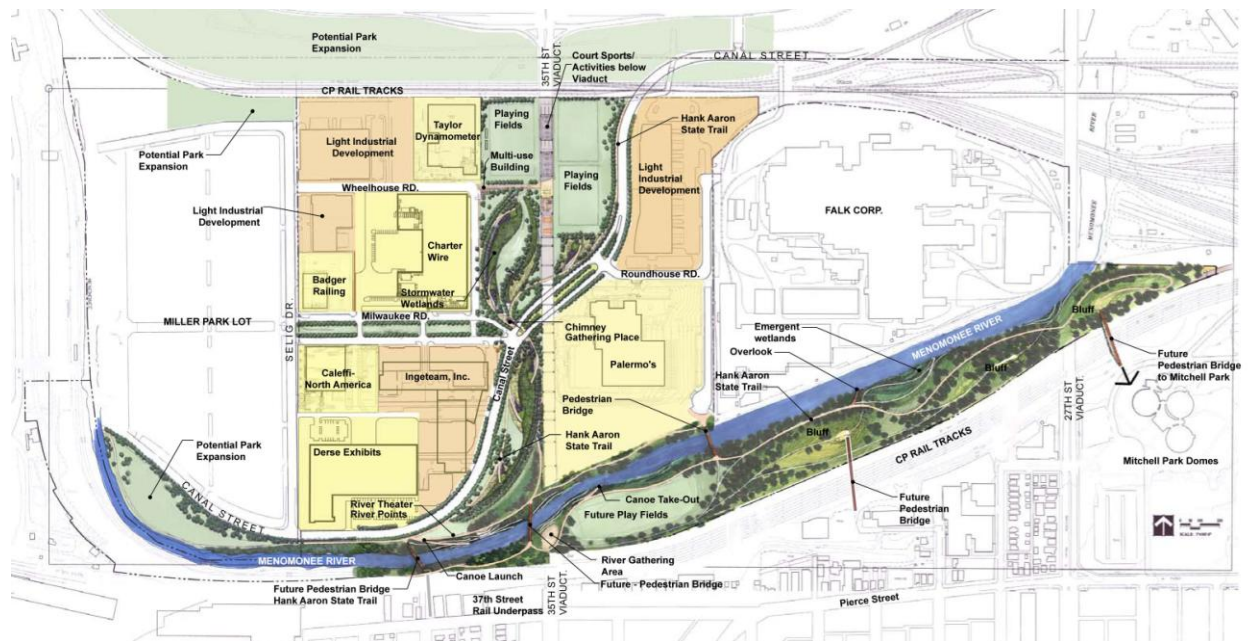 Potential Park
Expansion
35TH ST
VIADUCT.
Court Sports/
Activities below
Viaduct
CANAL STREET
CP RAIL TRACKS
Potential Park
Expansion
Light Industrial
Development
Taylor
Dynamometer
Playing
Fields
Multi-use
Building
Playing
Fields
Hank Aaron
State Trail
Light
Industrial
Development
Wheelhouse RD.
Light Industrial
Development
FALK CORP.
MENOMONEE
RIVER
Charter
Wire
Badger
Railing
Stormwater
Wetlands
Roundhouse RD.
MILLER PARK LOT
SELIG DR.
Milwaukee RD.
Chimney
Gathering Place
Emergent
wetlands
Overlook
MENOMONEE RIVER
Bluff
Bluff
Future
Pedestrian Bridge
to Mitchell Park
Caleffi-
North America
Ingeteam, Inc.
Canal Street
Palermo's
Hank Aaron
State Trail
Pedestrian
Bridge
27TH ST
VIADUCT.
Bluff
Hank Aaron
State Trail
CP RAIL TRACKS
Mitchell Park Domes
Potential Park
Expansion
Derse Exhibits
CANAL STREET
River Theater
River Points
Canoe Take-Out
Future Play Fields
Future
Pedestrian
Bridge
MENOMONEE RIVER
River Gathering
Area
Canoe Launch
Future - Pedestrian Bridge
Future Pedestrian Bridge
Hank Aaron State Trail
37th Street
Rail Underpass
35TH ST
VIADUCT.
Pierce Street